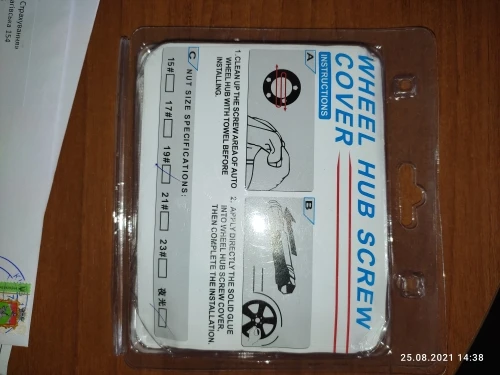 WHEEL HUB SCREW
COVER
INSTRUCTIONS
A
B
1. CLEAN UP THE SCREW AREA OF AUTO
WHEEL HUB WITH TOWEL BEFORE
INSTALLING.
2. APPLY DIRECTLY THE SOLID GLUE
INTO WHEEL HUB SCREW COVER.
THEN COMPLETE THE INSTALLATION.
C NUT SIZE SPECIFICATIONS:
15# 17# 19# 21# 23# 夜光
Страхування»
154
25.08.2021 14:38